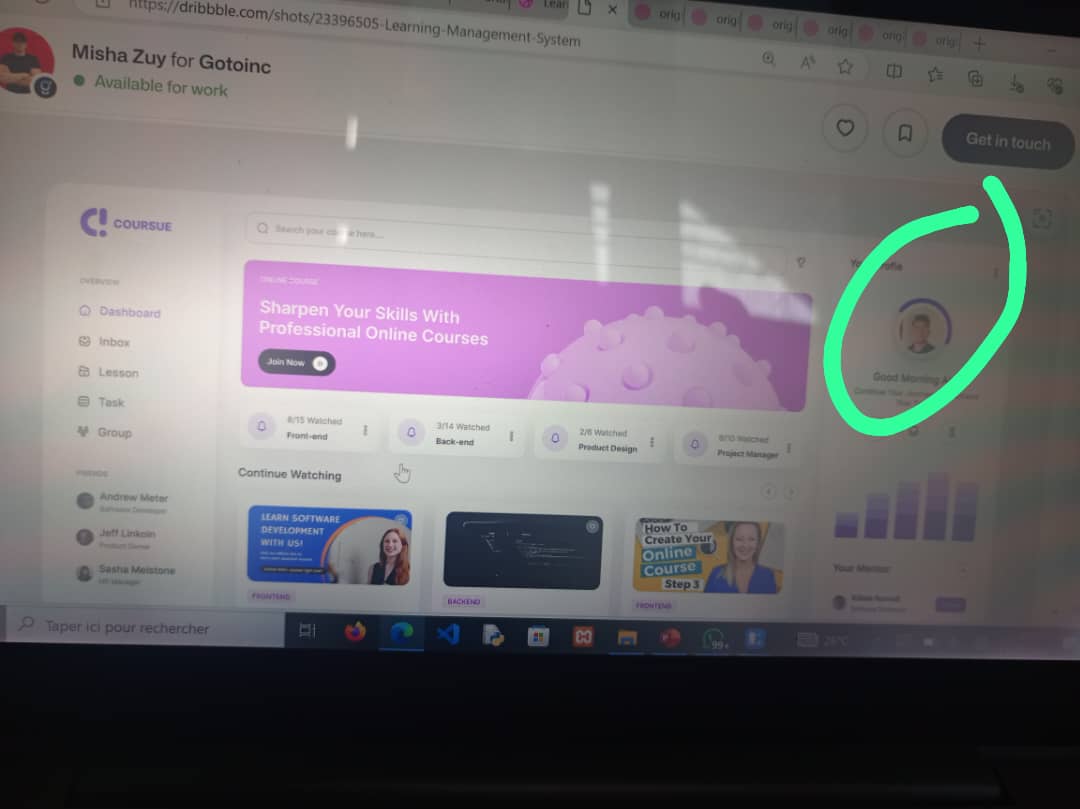 https://dribbble.com/shots/23396505-Learning-Management-System
orig
orig
orig
orig
orig
orig
Misha Zuy for Gotoinc
Available for work
Get in touch
C! COURSUE
Search your course here...
OVERVIEW
Dashboard
Inbox
Lesson
Task
Group
FRIENDS
Andrew Meter
Software Developer
Jeff Linkoln
Product Owner
Sasha Melstone
HR Manager
ONLINE COURSE
Sharpen Your Skills With
Professional Online Courses
Join Now
8/15 Watched
Front-end
3/14 Watched
Back-end
2/6 Watched
Product Design
9/10 Watched
Project Manager
Continue Watching
LEARN SOFTWARE
DEVELOPMENT
WITH US!
FRONTEND
BACKEND
How To
Create Your
Online
Course
Step 3
FRONTEND
Your Profile
Good Morning
Your Mentor
Taper ici pour rechercher
99+
26°C